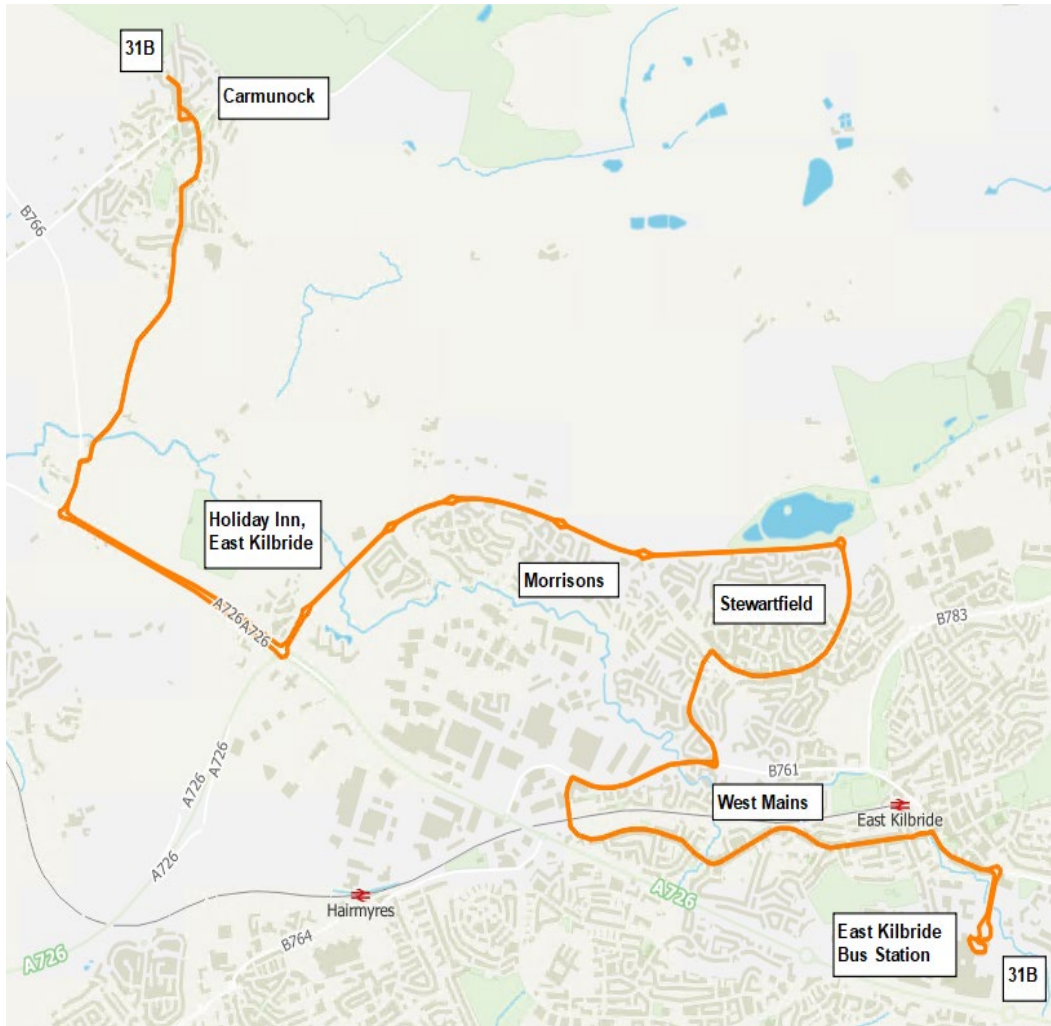 31B
Carmunock
B766
Holiday Inn,
East Kilbride
Morrisons
Stewartfield
B783
A726
A726
A726
A726
B761
West Mains
East Kilbride
A726
A726
Hairmyres
B764
A726
East Kilbride
Bus Station
31B